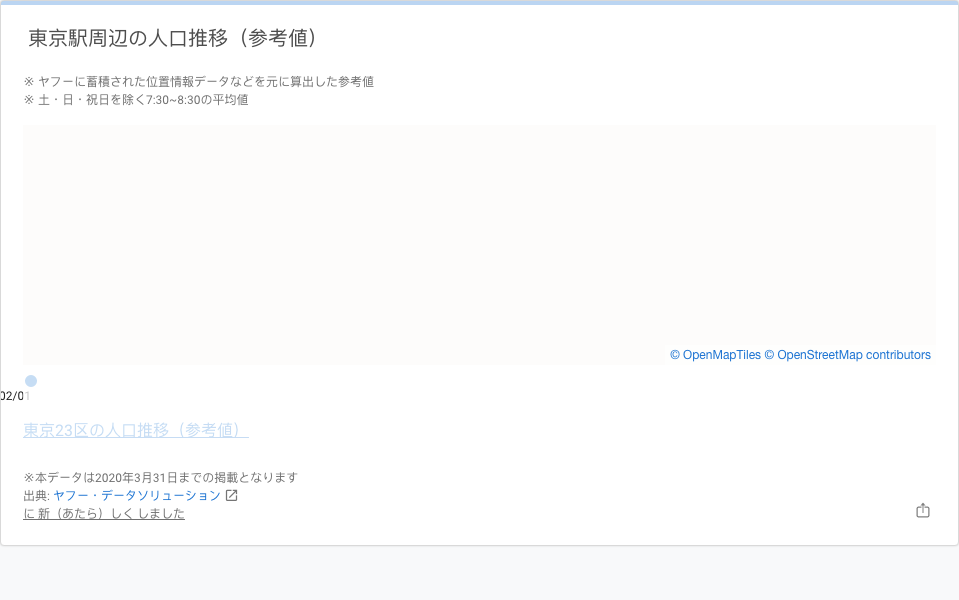 東京駅周辺の人口推移（参考値）
※ ヤフーに蓄積された位置情報データなどを元に算出した参考値
※ 土・日・祝日を除く7:30~8:30の平均値
© OpenMapTiles © OpenStreetMap contributors
02/01
東京23区の人口推移（参考値）
※本データは2020年3月31日までの掲載となります
出典: ヤフー・データソリューション
に 新（あたら）しく しました